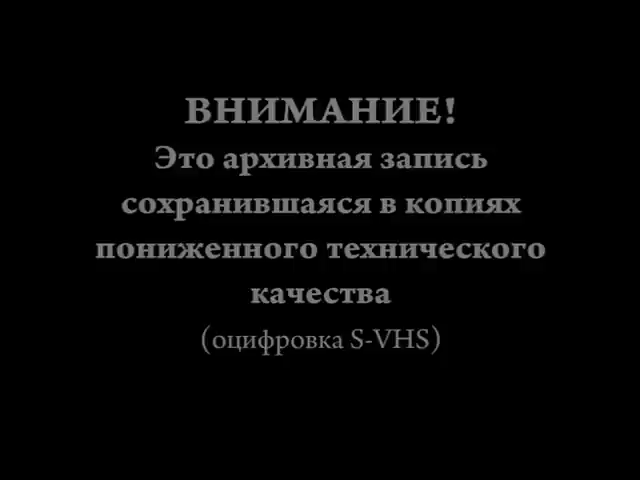 ВНИМАНИЕ!
Это архивная запись
сохранившаяся в копиях
пониженного технического
качества
(оцифровка S-VHS)